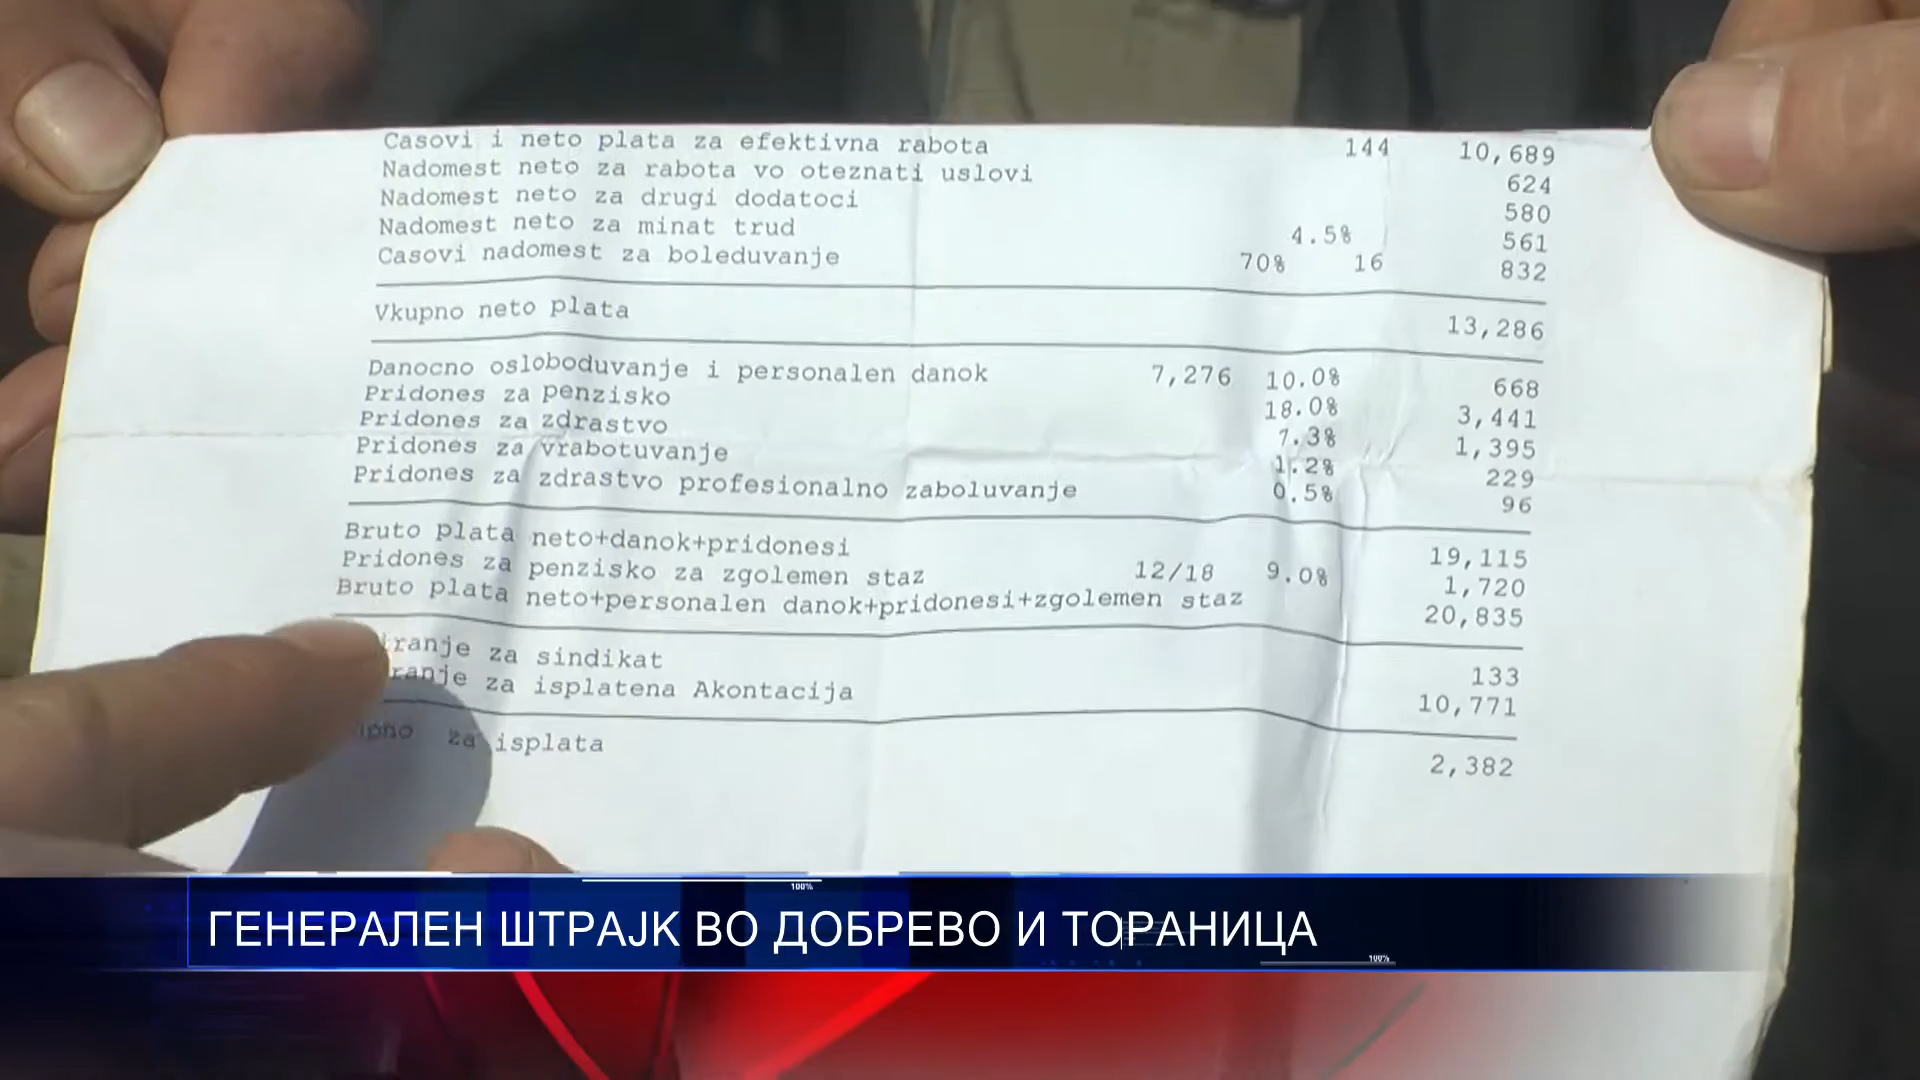 Casovi i neto plata za efektivna rabota 144 10,689
Nadomest neto za rabota vo oteznati uslovi 624
Nadomest neto za drugi dodatoci 580
Nadomest neto za minat trud 4.5% 561
Casovi nadomest za boleduvanje 70% 16 832
Vkupno neto plata 13,286
Danocno osloboduvanje i personalen danok 7,276 10.0% 668
Pridones za penzisko 18.0% 3,441
Pridones za zdrastvo 7.3% 1,395
Pridones za vrabotuvanje 1.2% 229
Pridones za zdrastvo profesionalno zaboluvanje 0.5% 96
Bruto plata neto+danok+pridonesi 19,115
Pridones za penzisko za zgolemen staz 12/18 9.0% 1,720
Bruto plata neto+personalen danok+pridonesi+zgolemen staz 20,835
iranje za sindikat 133
ranje za isplatena Akontacija 10,771
za isplata 2,382
100%
ГЕНЕРАЛЕН ШТРАЈК ВО ДОБРЕВО И ТОРАНИЦА
100%